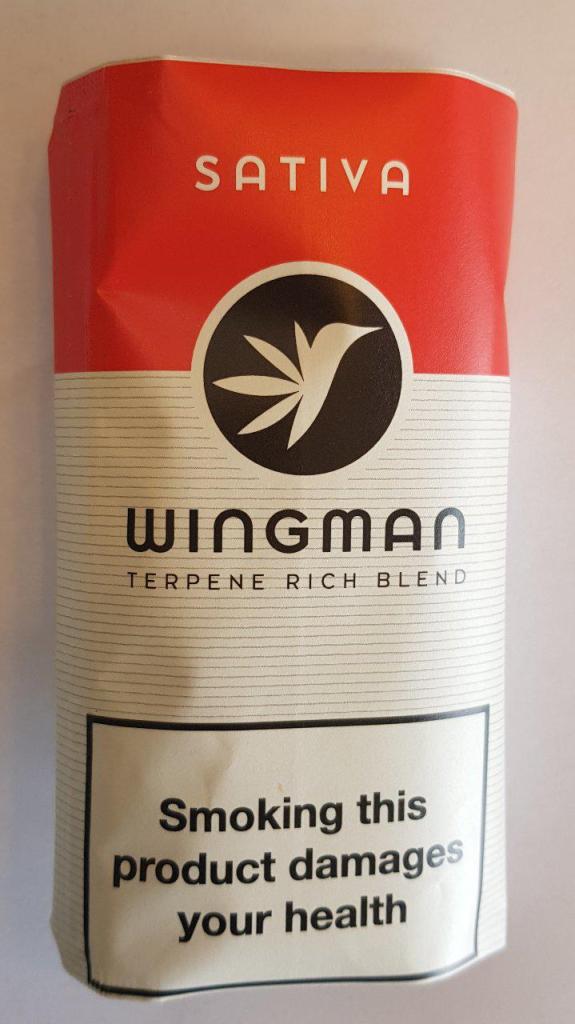 SATIVA
WINGMAN
TERPENE RICH BLEND
Smoking this
product damages
your health